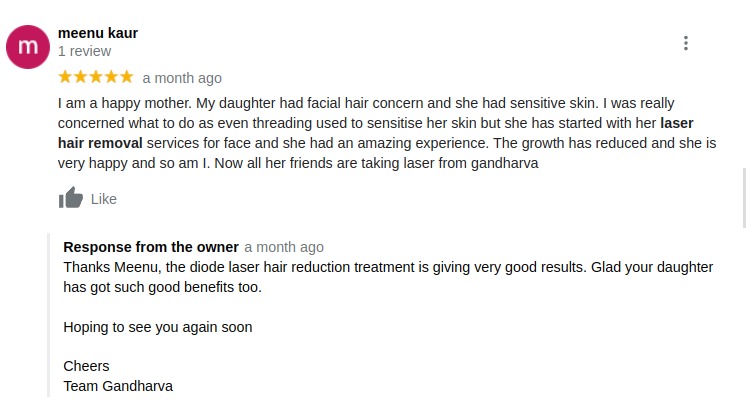 m
meenu kaur
1 review
a month ago
I am a happy mother. My daughter had facial hair concern and she had sensitive skin. I was really
concerned what to do as even threading used to sensitise her skin but she has started with her laser
hair removal services for face and she had an amazing experience. The growth has reduced and she is
very happy and so am I. Now all her friends are taking laser from gandharva
Like
Response from the owner a month ago
Thanks Meenu, the diode laser hair reduction treatment is giving very good results. Glad your daughter
has got such good benefits too.
Hoping to see you again soon
Cheers
Team Gandharva